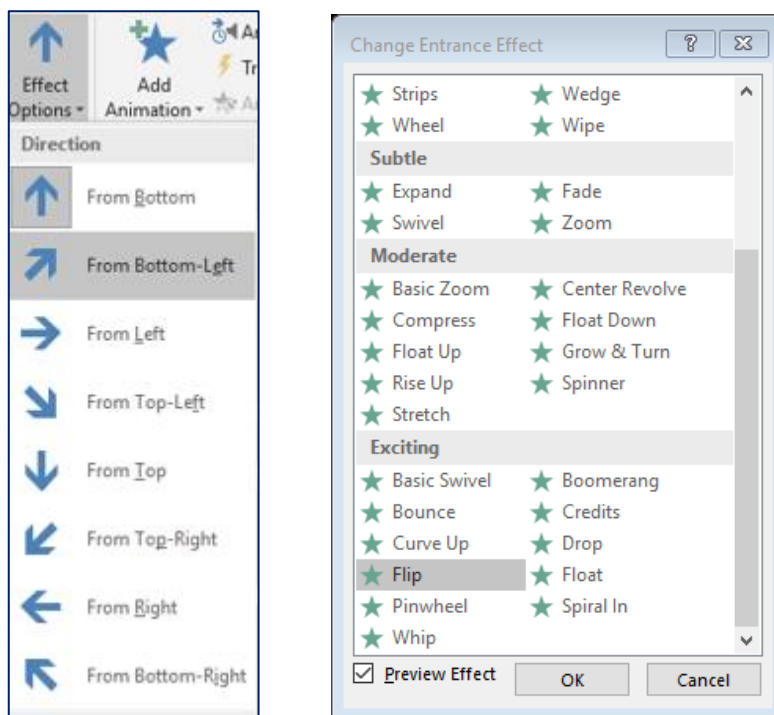 Effect Options
Add Animation
Direction
From Bottom
From Bottom-Left
From Left
From Top-Left
From Top
From Top-Right
From Right
From Bottom-Right
Change Entrance Effect
Strips Wedge
Wheel Wipe
Subtle
Expand Fade
Swivel Zoom
Moderate
Basic Zoom Center Revolve
Compress Float Down
Float Up Grow & Turn
Rise Up Spinner
Stretch
Exciting
Basic Swivel Boomerang
Bounce Credits
Curve Up Drop
Flip Float
Pinwheel Spiral In
Whip
Preview Effect OK Cancel